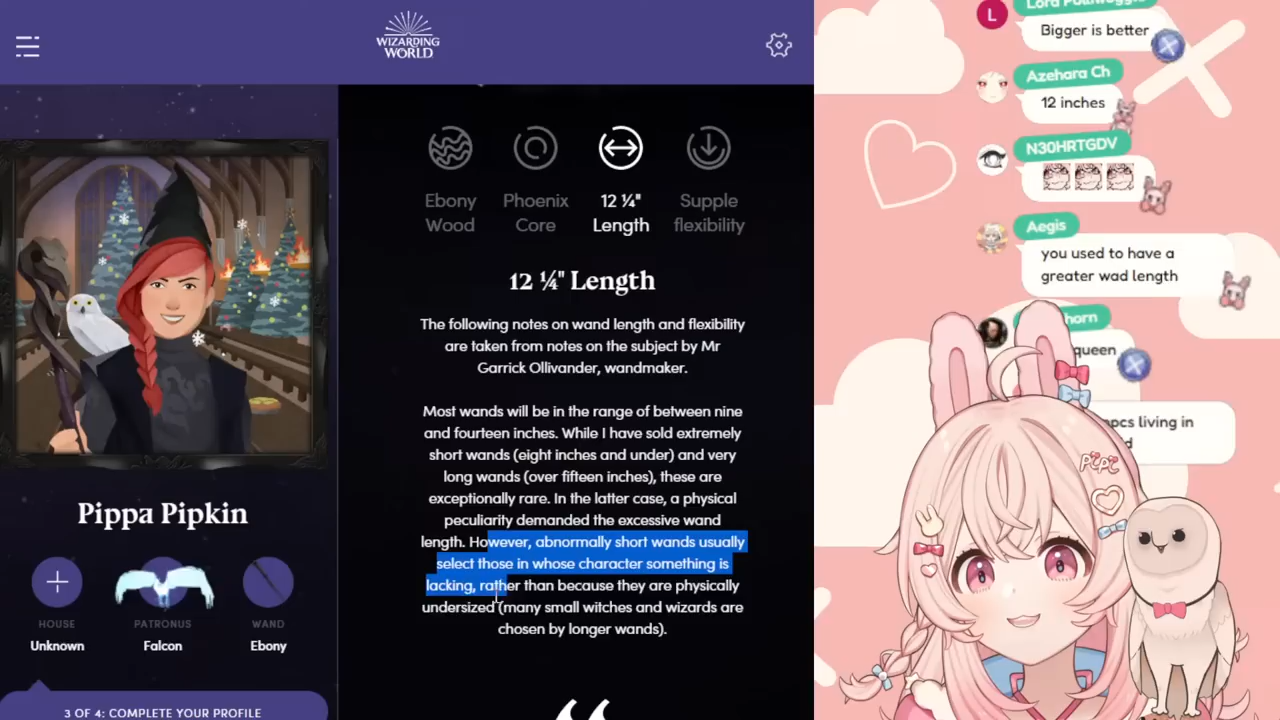 WIZARDING
WORLD
Ebony
Wood
Phoenix
Core
12 ¼"
Length
Supple
flexibility
12 ¼" Length
The following notes on wand length and flexibility
are taken from notes on the subject by Mr
Garrick Ollivander, wandmaker.
Most wands will be in the range of between nine
and fourteen inches. While I have sold extremely
short wands (eight inches and under) and very
long wands (over fifteen inches), these are
exceptionally rare. In the latter case, a physical
peculiarity demanded the excessive wand
length. However, abnormally short wands usually
select those in whose character something is
lacking, rather than because they are physically
undersized (many small witches and wizards are
chosen by longer wands).
“
Pippa Pipkin
HOUSE
Unknown
PATRONUS
Falcon
WAND
Ebony
3 OF 4: COMPLETE YOUR PROFILE
L
Bigger is better
Azehara Ch
12 inches
N30HRTGDV
Aegis
you used to have a
greater wad length
horn
queen
npcs living in
d
PiPi